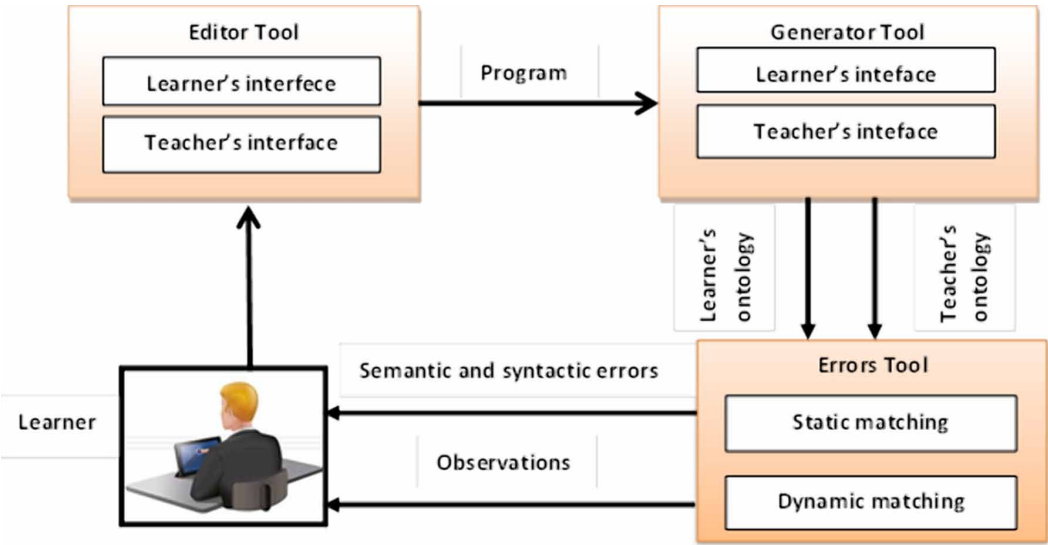 Editor Tool
Learner's interfece
Teacher's interface
Program
Generator Tool
Learner's inteface
Teacher's inteface
Learner's
ontology
Teacher's
ontology
Semantic and syntactic errors
Observations
Learner
Errors Tool
Static matching
Dynamic matching